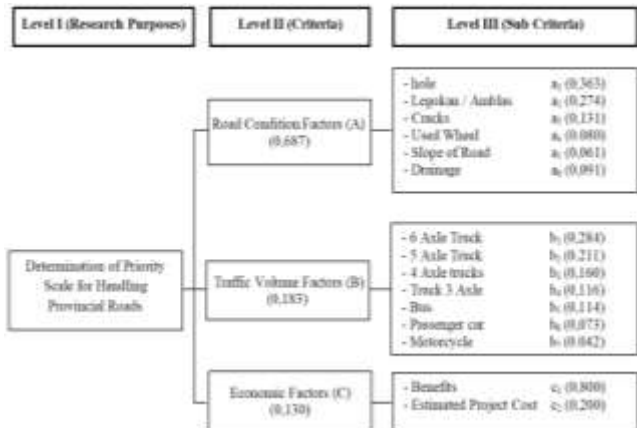 Level I (Research Purposes)
Level II (Criteria)
Level III (Sub Criteria)
Determination of Priority
Scale for Handling
Provincial Roads
Road Condition Factors (A)
(0,687)
- hole a₁ (0,363)
- Lepokan / Amblas a₂ (0,274)
- Cracks a₃ (0,131)
- Used Wheel a₄ (0.080)
- Slope of Road a₅ (0,061)
- Drainage a₆ (0,091)
Traffic Volume Factors (B)
(0,183)
- 6 Axle Truck b₁ (0,284)
- 5 Axle Truck b₂ (0.211)
- 4 Axle trucks b₃ (0,160)
- Truck 3 Axle b₄ (0,116)
- Bus b₅ (0,114)
- Passenger car b₆ (0,073)
- Motorcycle b₇ (0.042)
Economic Factors (C)
(0,130)
- Benefits c₁ (0,800)
- Estimated Project Cost c₂ (0,200)